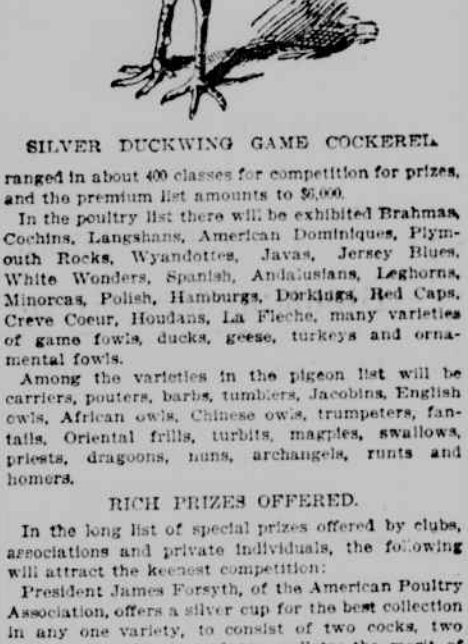 SILVER DUCKWING GAME COCKEREL
ranged in about 400 classes for competition for prizes,
and the premium list amounts to $6,000.
In the poultry list there will be exhibited Brahmas,
Cochins, Langshans, American Dominiques, Plym-
outh Rocks, Wyandottes, Javas, Jersey Blues,
White Wonders, Spanish, Andalusians, Leghorns,
Minorcas, Polish, Hamburgs, Dorkings, Red Caps,
Creve Coeur, Houdans, La Fleche, many varieties
of game fowls, ducks, geese, turkeys and orna-
mental fowls.
Among the varieties in the pigeon list will be
carriers, pouters, barbs, tumblers, Jacobins, English
owls, African owls, Chinese owls, trumpeters, fan-
tails, Oriental frills, turbits, magpies, swallows,
priests, dragoons, nuns, archangels, runts and
homers.
RICH PRIZES OFFERED.
In the long list of special prizes offered by clubs,
associations and private individuals, the following
will attract the keenest competition:
President James Forsyth, of the American Poultry
Association, offers a silver cup for the best collection
in any one variety, to consist of two cocks, two